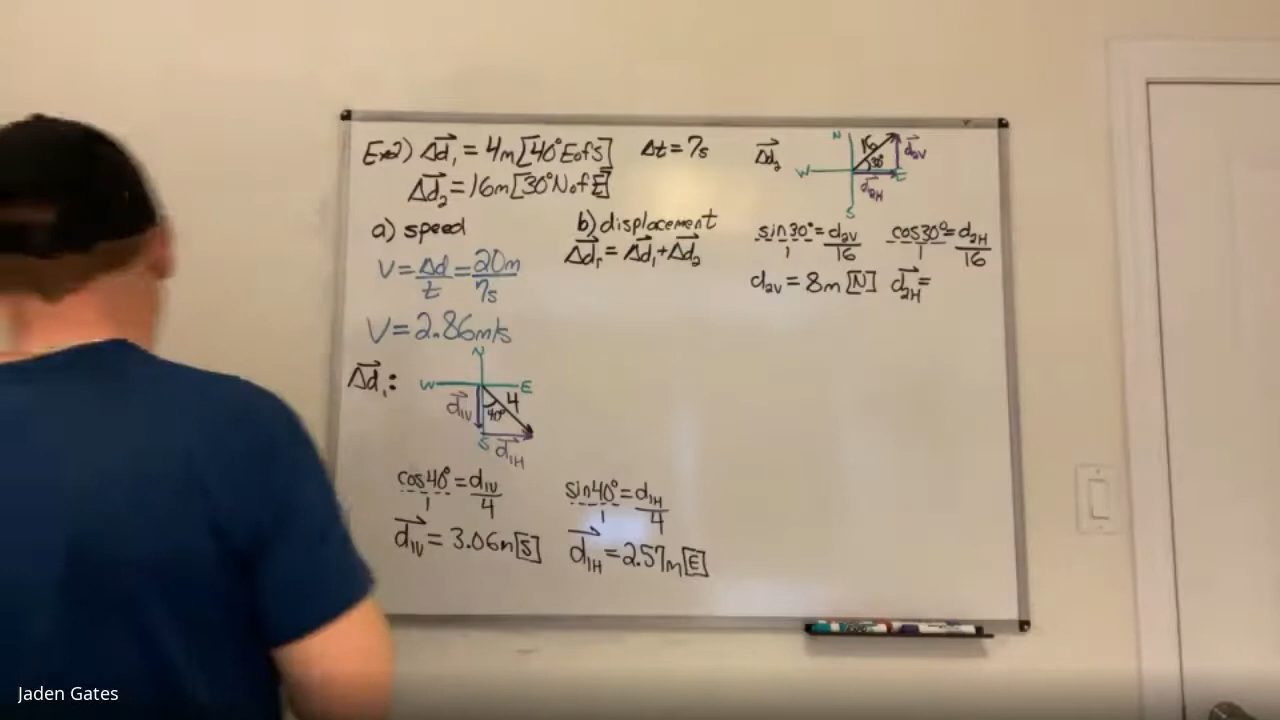 Ex2) Δd₁ = 4m [40° E of S] Δt = 7s
Δd₂ = 16m [30° N of E]
a) speed
V = Δd/t = 20m/7s
V = 2.86m/s
b) displacement
Δdᵣ = Δd₁ + Δd₂
Δd₁:
N
W E
S
d₁V
40°
4
d₁H
cos40°/1 = d₁V/4
d₁V = 3.06m [S]
sin40°/1 = d₁H/4
d₁H = 2.57m [E]
Δd₂
N
W E
S
16
30°
d₂V
d₂H
sin30°/1 = d₂V/16
cos30°/1 = d₂H/16
d₂V = 8m [N]
d₂H =
Jaden Gates